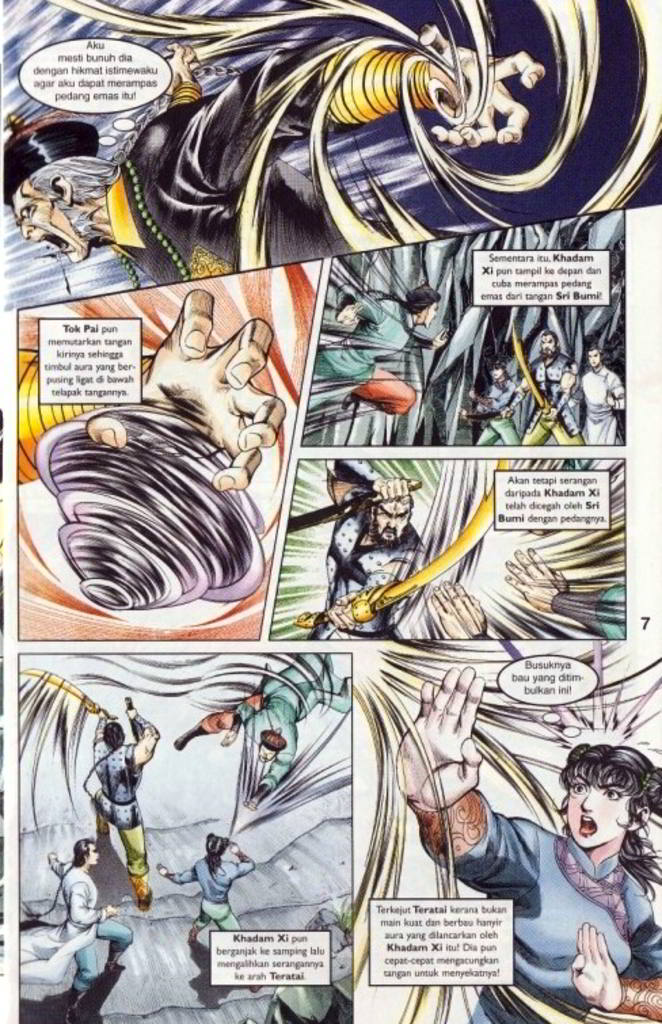 Aku
mesti bunuh dia
dengan hikmat istimewaku
agar aku dapat merampas
pedang emas itu!
Tok Pai pun
memutarkan tangan
kirinya sehingga
timbul aura yang ber-
pusing ligat di bawah
telapak tangannya.
Sementara itu, Khadam
Xi pun tampil ke depan dan
cuba merampas pedang
emas dari tangan Sri Bumi!
Akan tetapi serangan
daripada Khadam Xi
telah dicegah oleh Sri
Bumi dengan pedangnya.
7
Khadam Xi pun
berganjak ke samping lalu
mengalihkan serangannya
ke arah Teratai.
Busuknya
bau yang ditim-
bulkan ini!
Terkejut Teratai kerana bukan
main kuat dan berbau hanyir
aura yang dilancarkan oleh
Khadam Xi itu! Dia pun
cepat-cepat mengacungkan
tangan untuk menyekatnya!